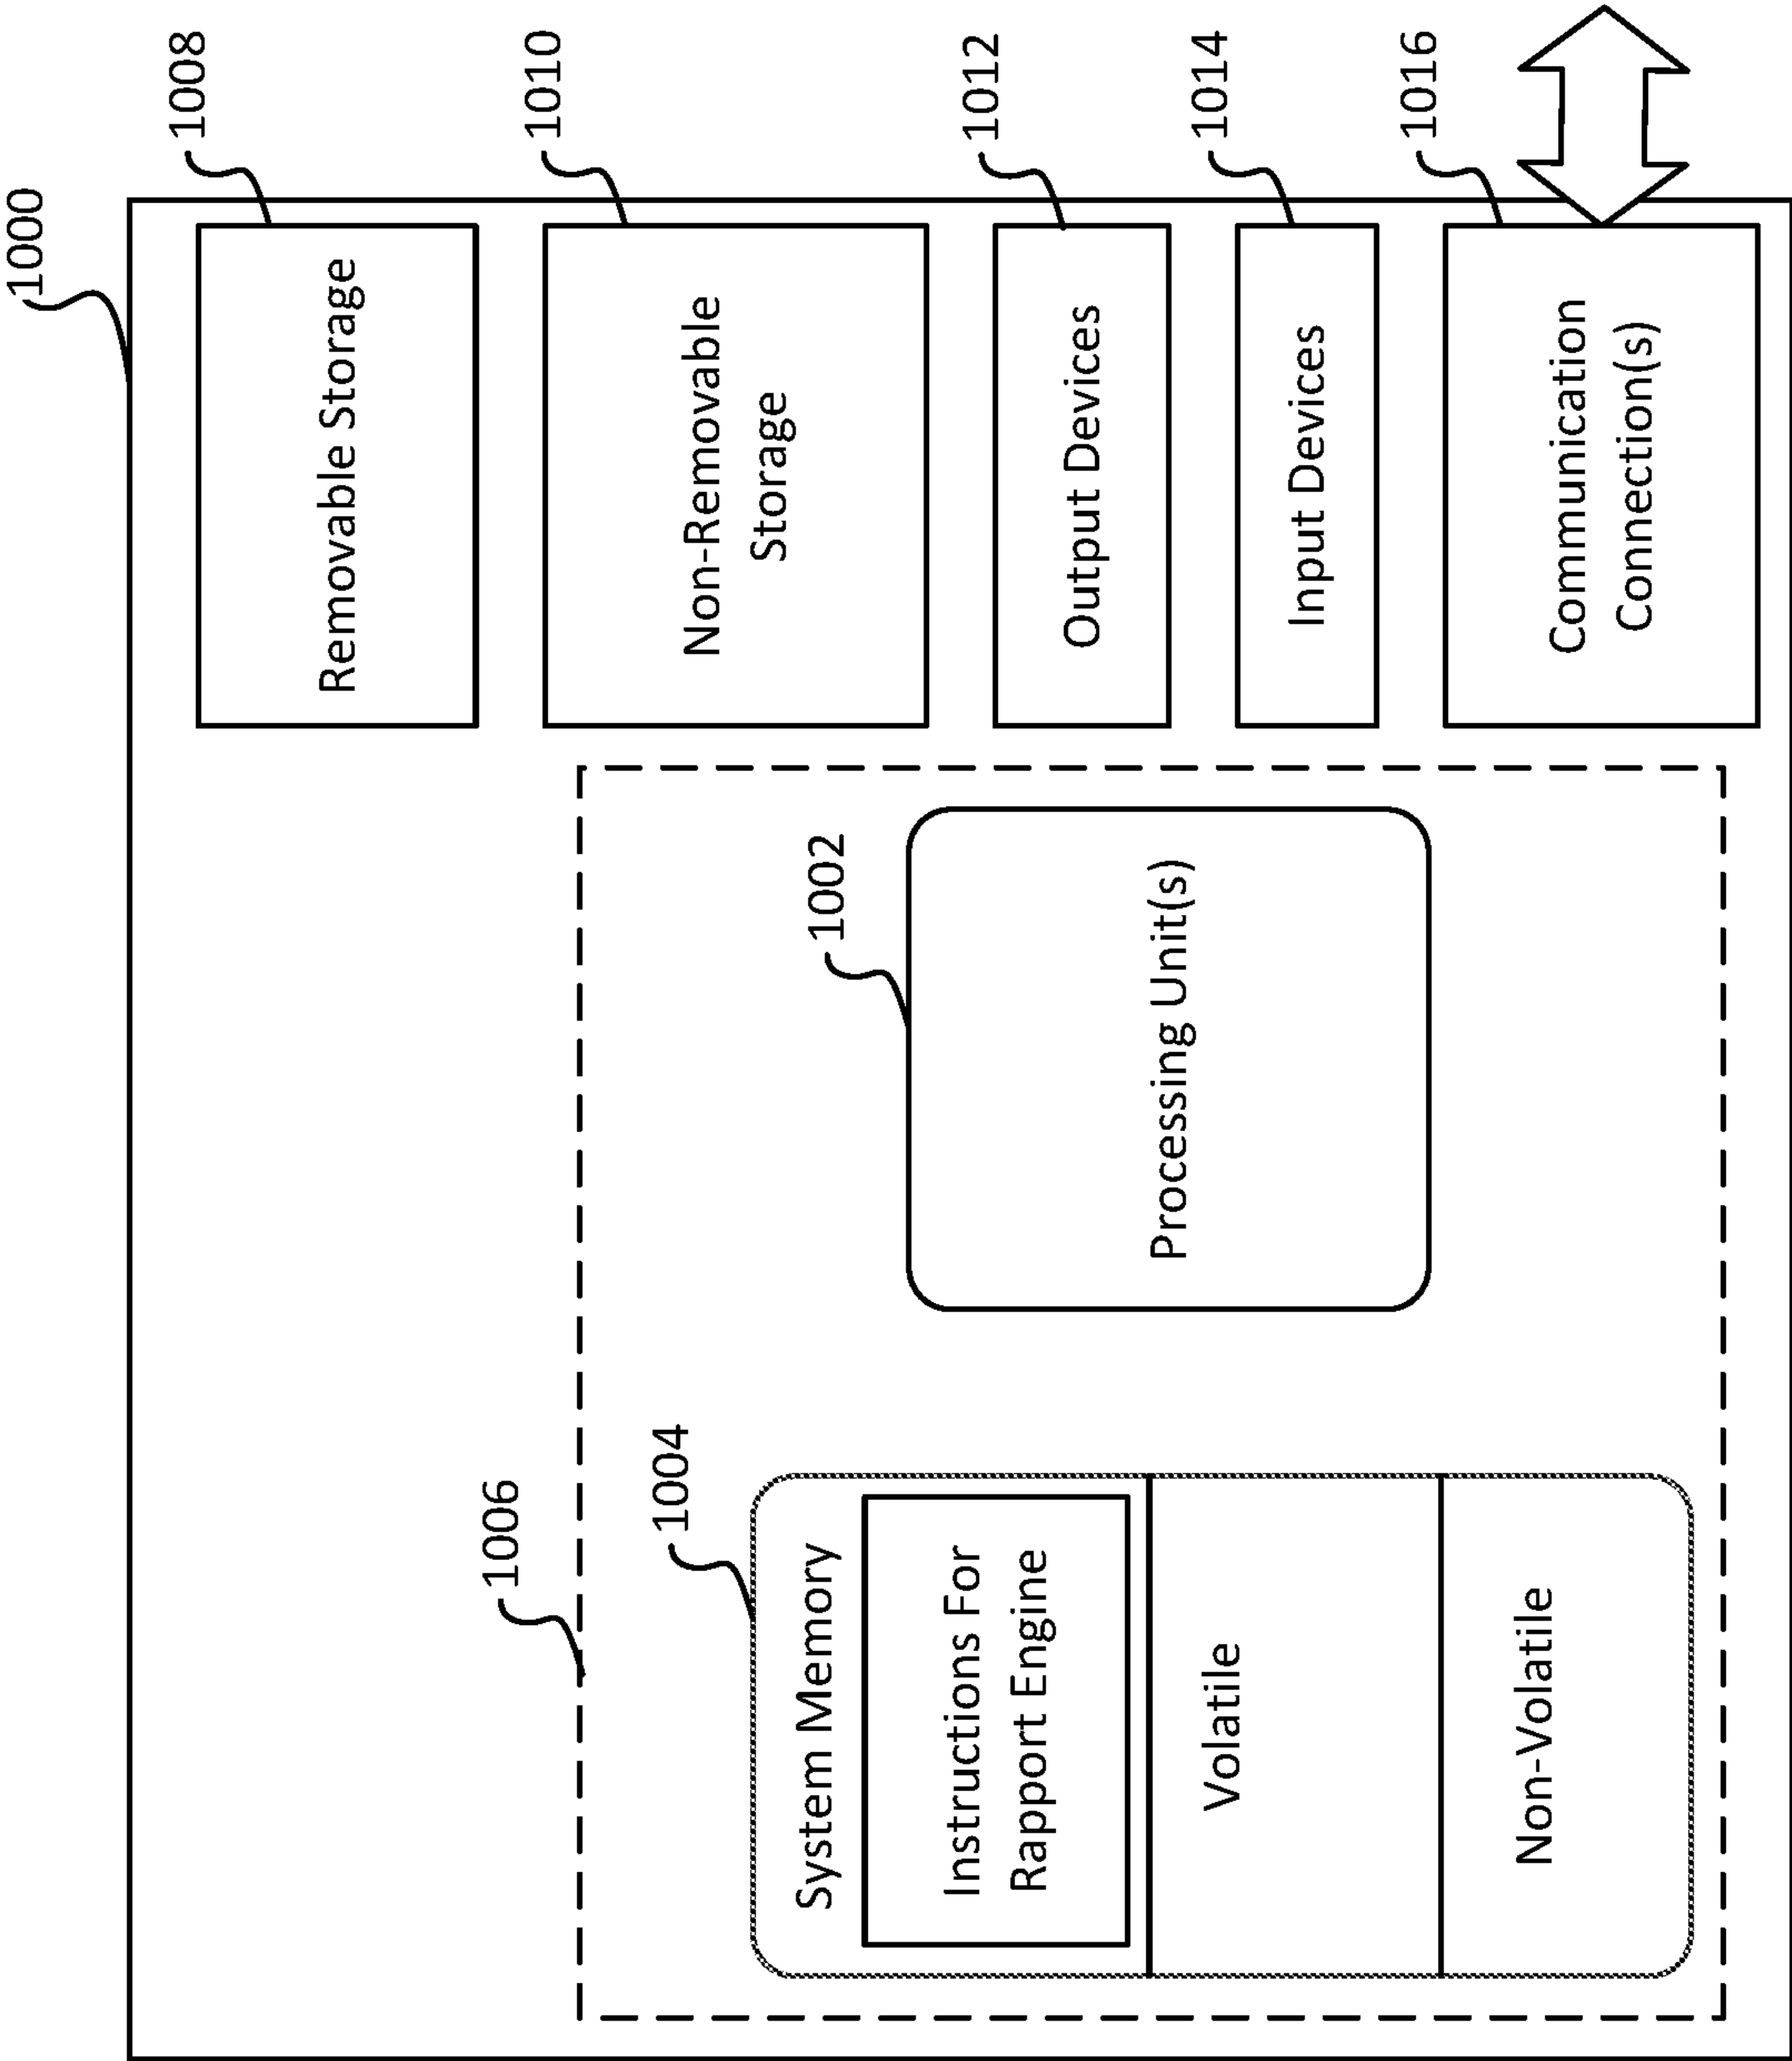 1000
1006
1004
System Memory
Instructions For
Rapport Engine
Volatile
Non-Volatile
1002
Processing Unit(s)
Removable Storage
1008
Non-Removable
Storage
1010
Output Devices
1012
Input Devices
1014
Communication
Connection(s)
1016